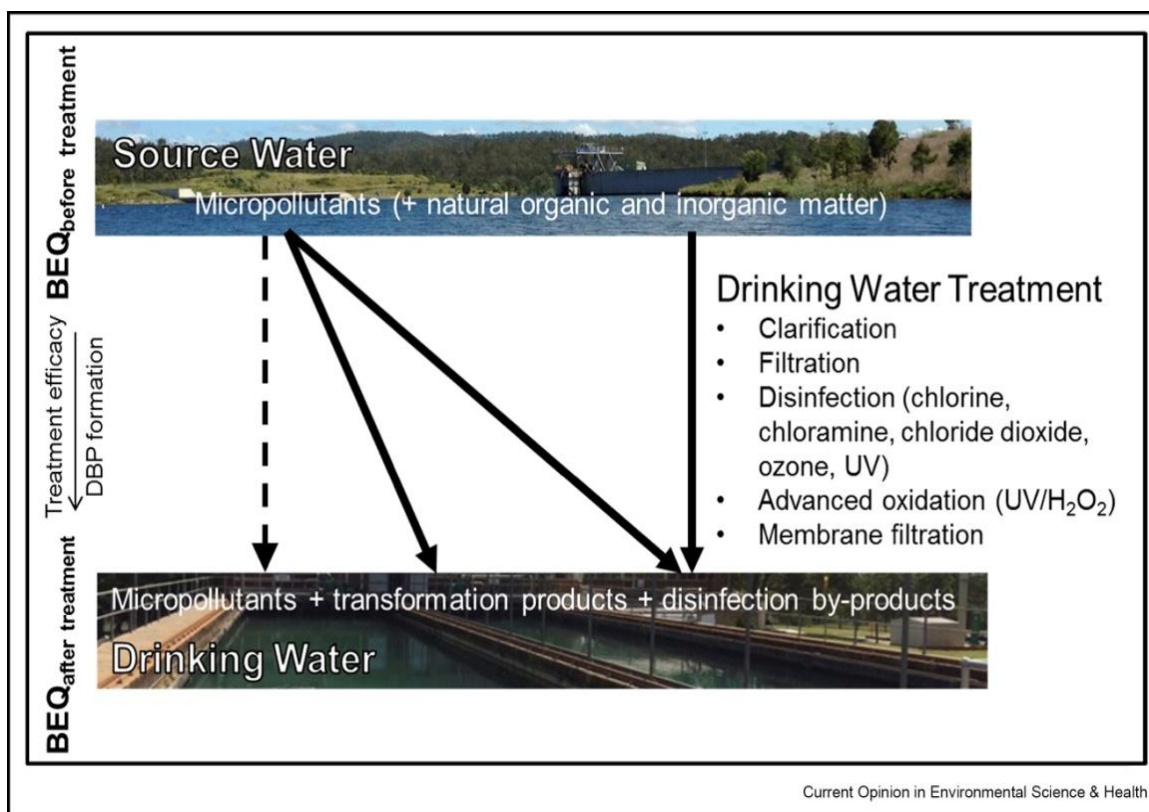 BEQbefore treatment
Treatment efficacy
DBP formation
BEQafter treatment
Source Water
Micropollutants (+ natural organic and inorganic matter)
Drinking Water Treatment
• Clarification
• Filtration
• Disinfection (chlorine,
chloramine, chloride dioxide,
ozone, UV)
• Advanced oxidation (UV/H₂O₂)
• Membrane filtration
Micropollutants + transformation products + disinfection by-products
Drinking Water
Current Opinion in Environmental Science & Health